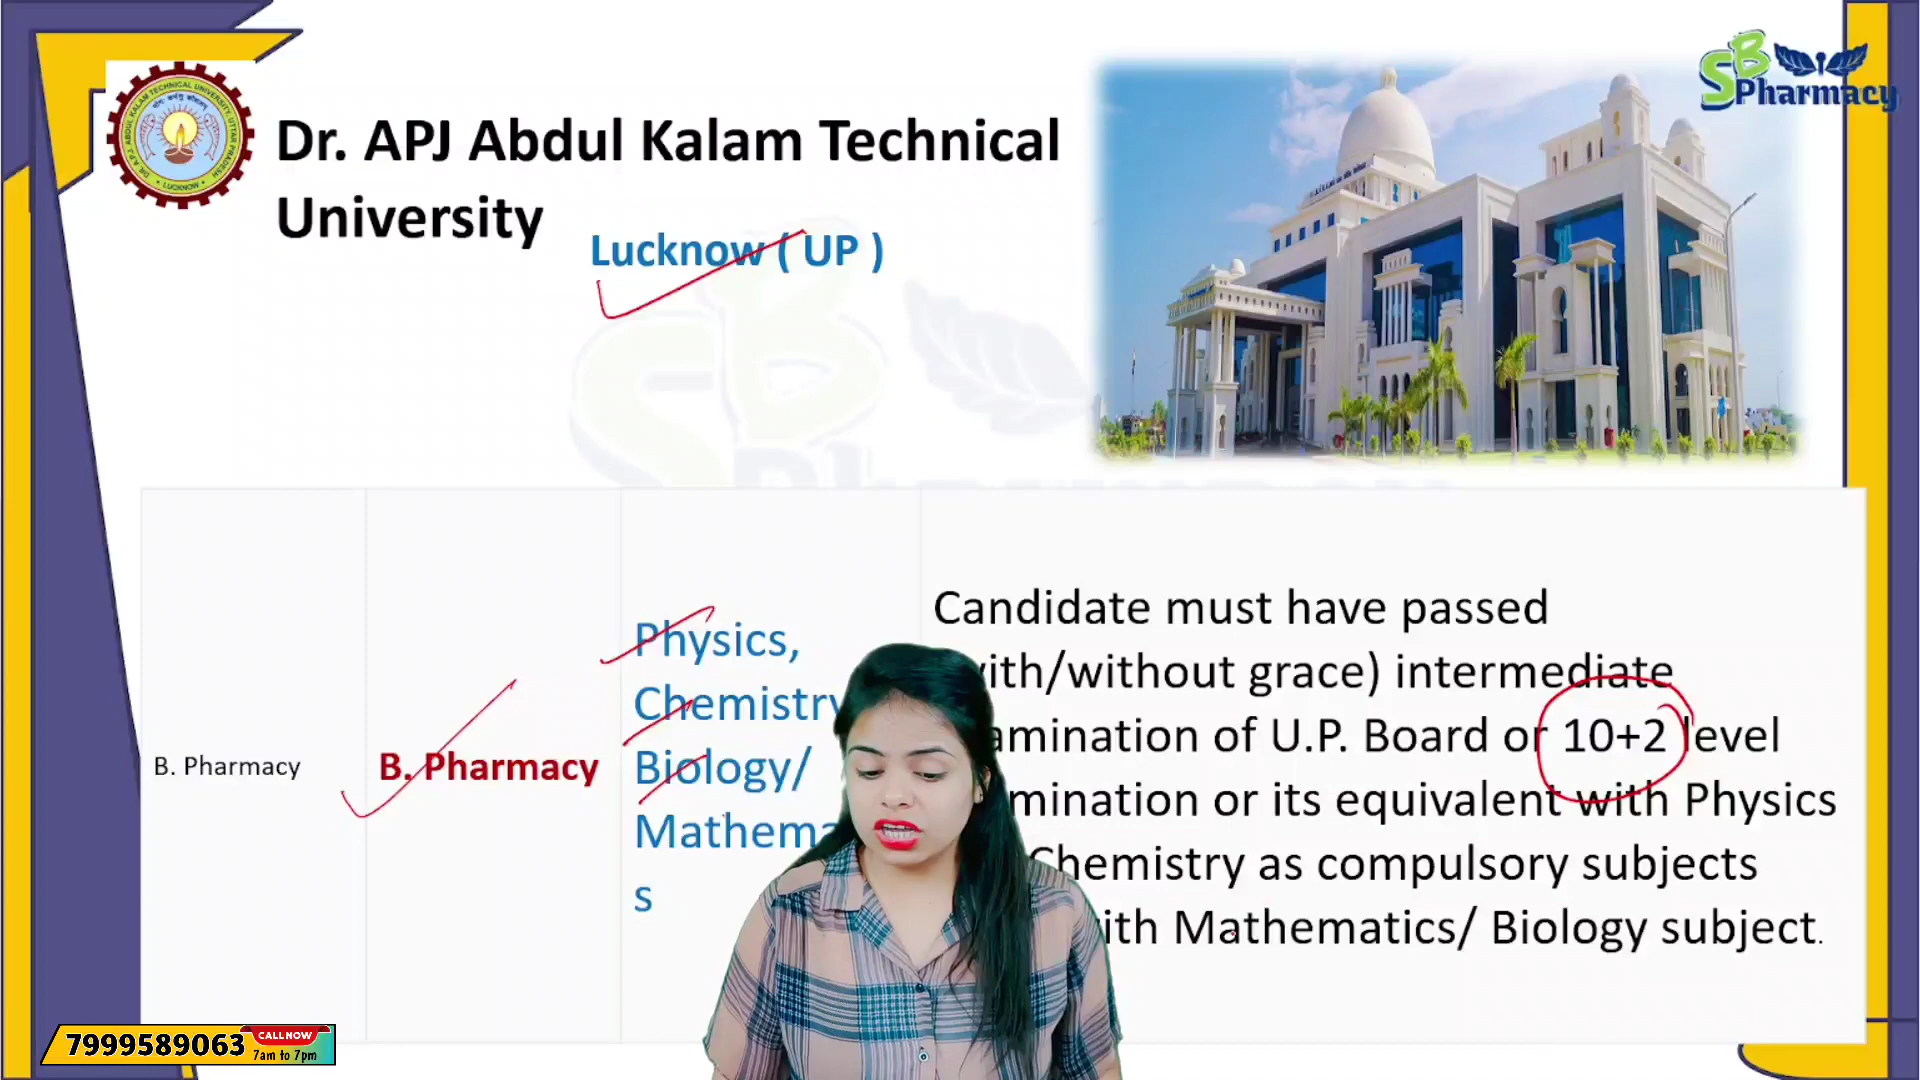 SB
Pharmacy
Dr. APJ Abdul Kalam Technical
University
Lucknow ( UP )
B. Pharmacy
B. Pharmacy
Physics,
Chemistry
Biology/
Mathema
s
Candidate must have passed
with/without grace) intermediate
amination of U.P. Board or 10+2 level
mination or its equivalent with Physics
Chemistry as compulsory subjects
ith Mathematics/ Biology subject.
7999589063
CALL NOW
7am to 7pm